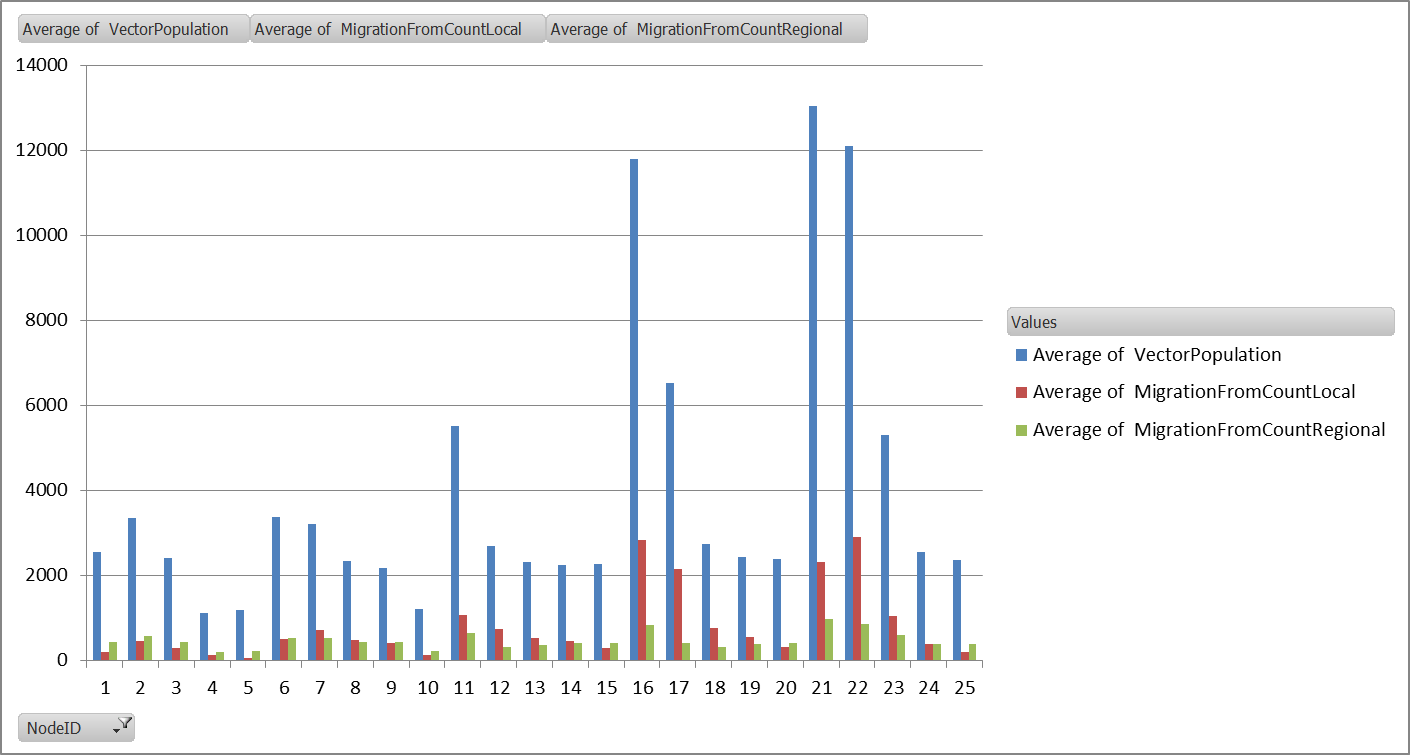 Average of  VectorPopulation Average of  MigrationFromCountLocal Average of  MigrationFromCountRegional
14000
12000
10000
8000
6000
4000
2000
0
1 2 3 4 5 6 7 8 9 10 11 12 13 14 15 16 17 18 19 20 21 22 23 24 25
Values
Average of  VectorPopulation
Average of  MigrationFromCountLocal
Average of  MigrationFromCountRegional
NodeID